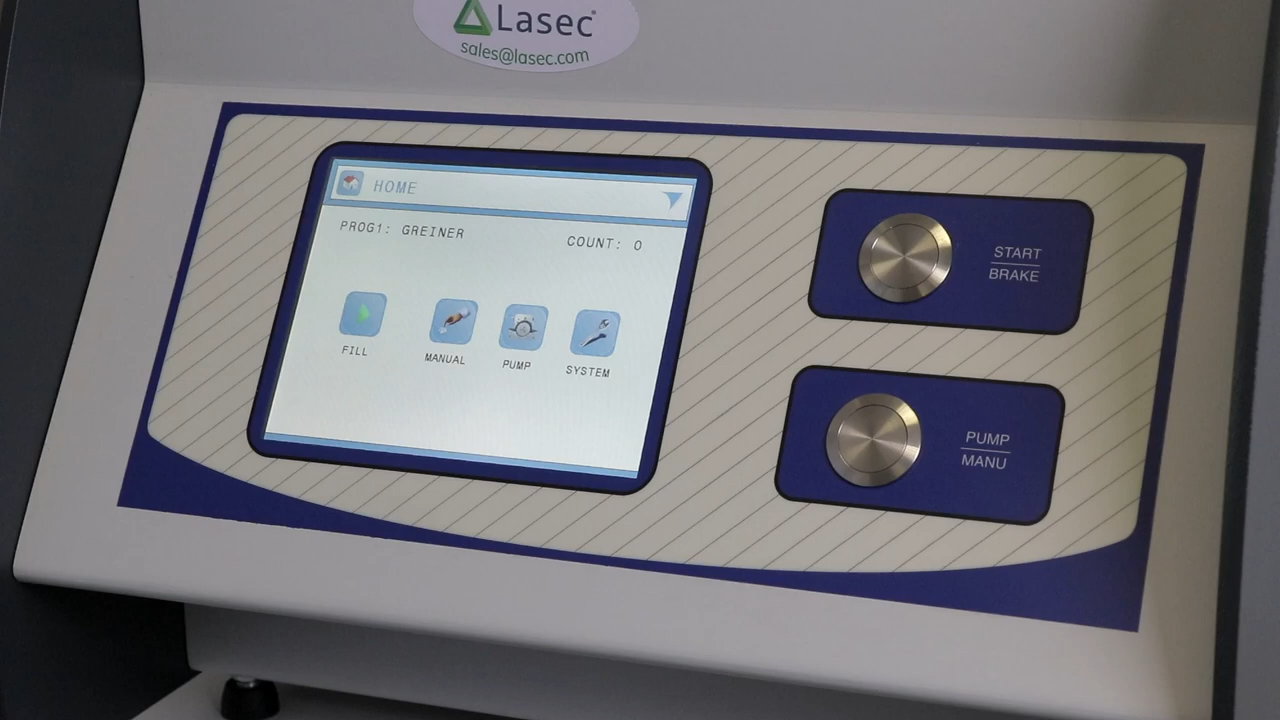 Lasec®
sales@lasec.com
HOME
PROG1: GREINER
COUNT: 0
FILL
MANUAL
PUMP
SYSTEM
START
BRAKE
PUMP
MANU